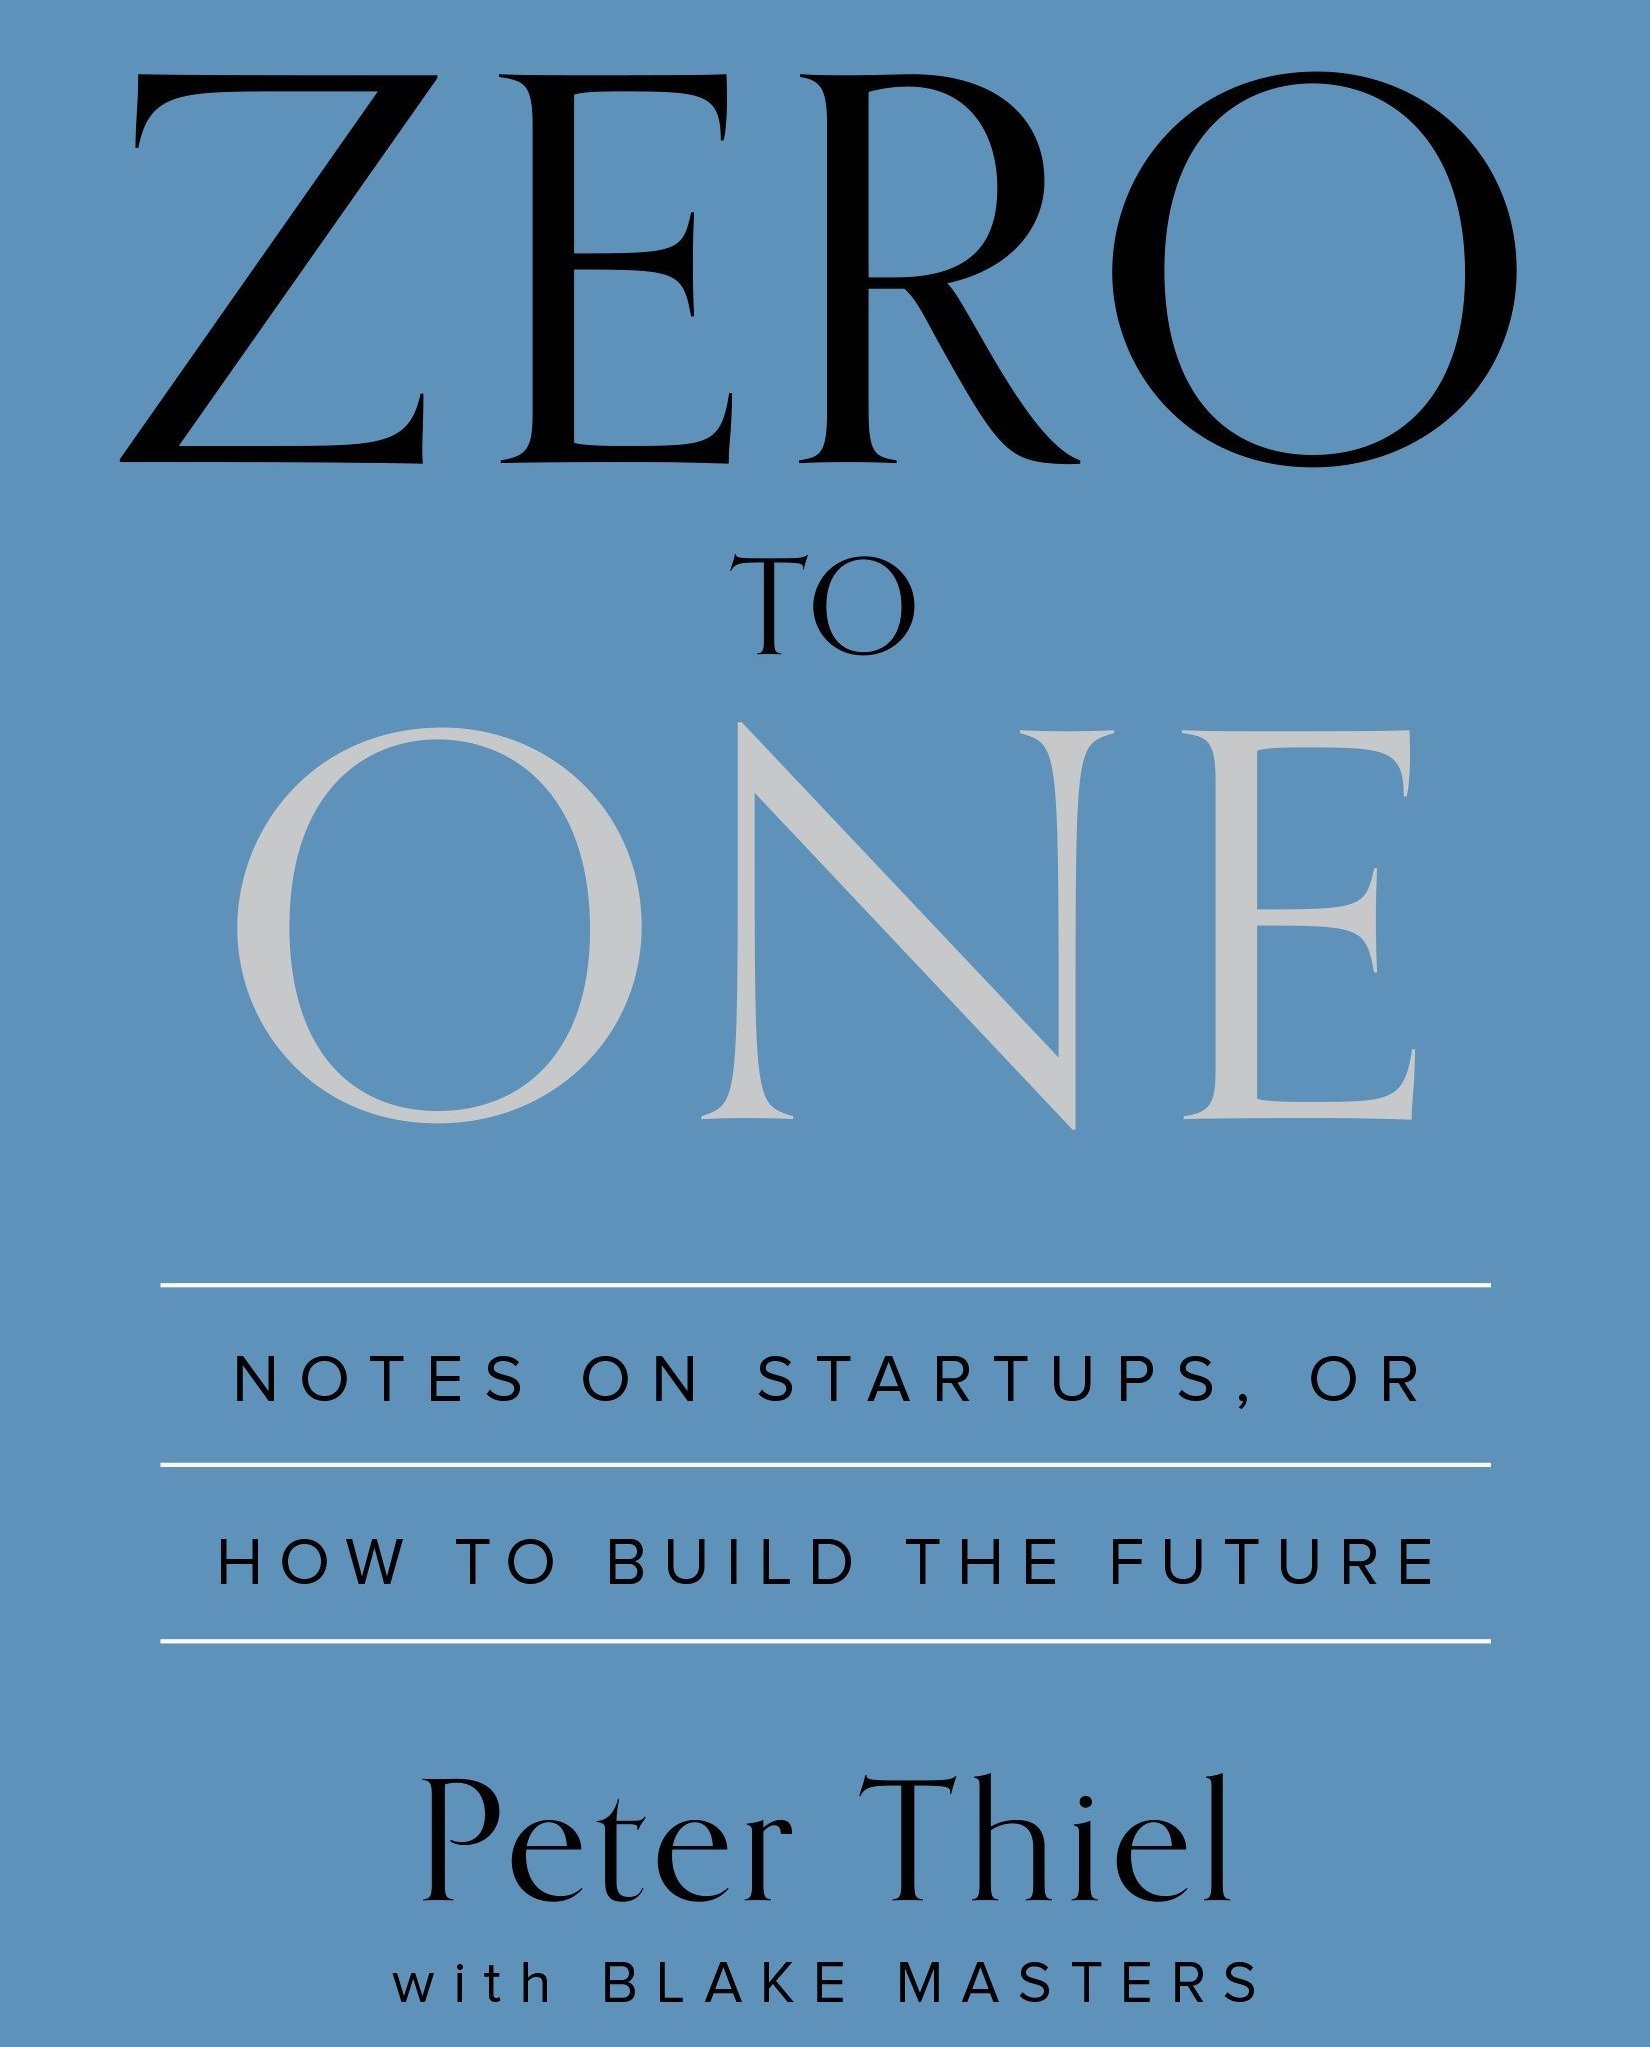 ZERO
TO
ONE
NOTES ON STARTUPS, OR
HOW TO BUILD THE FUTURE
Peter Thiel
with BLAKE MASTERS